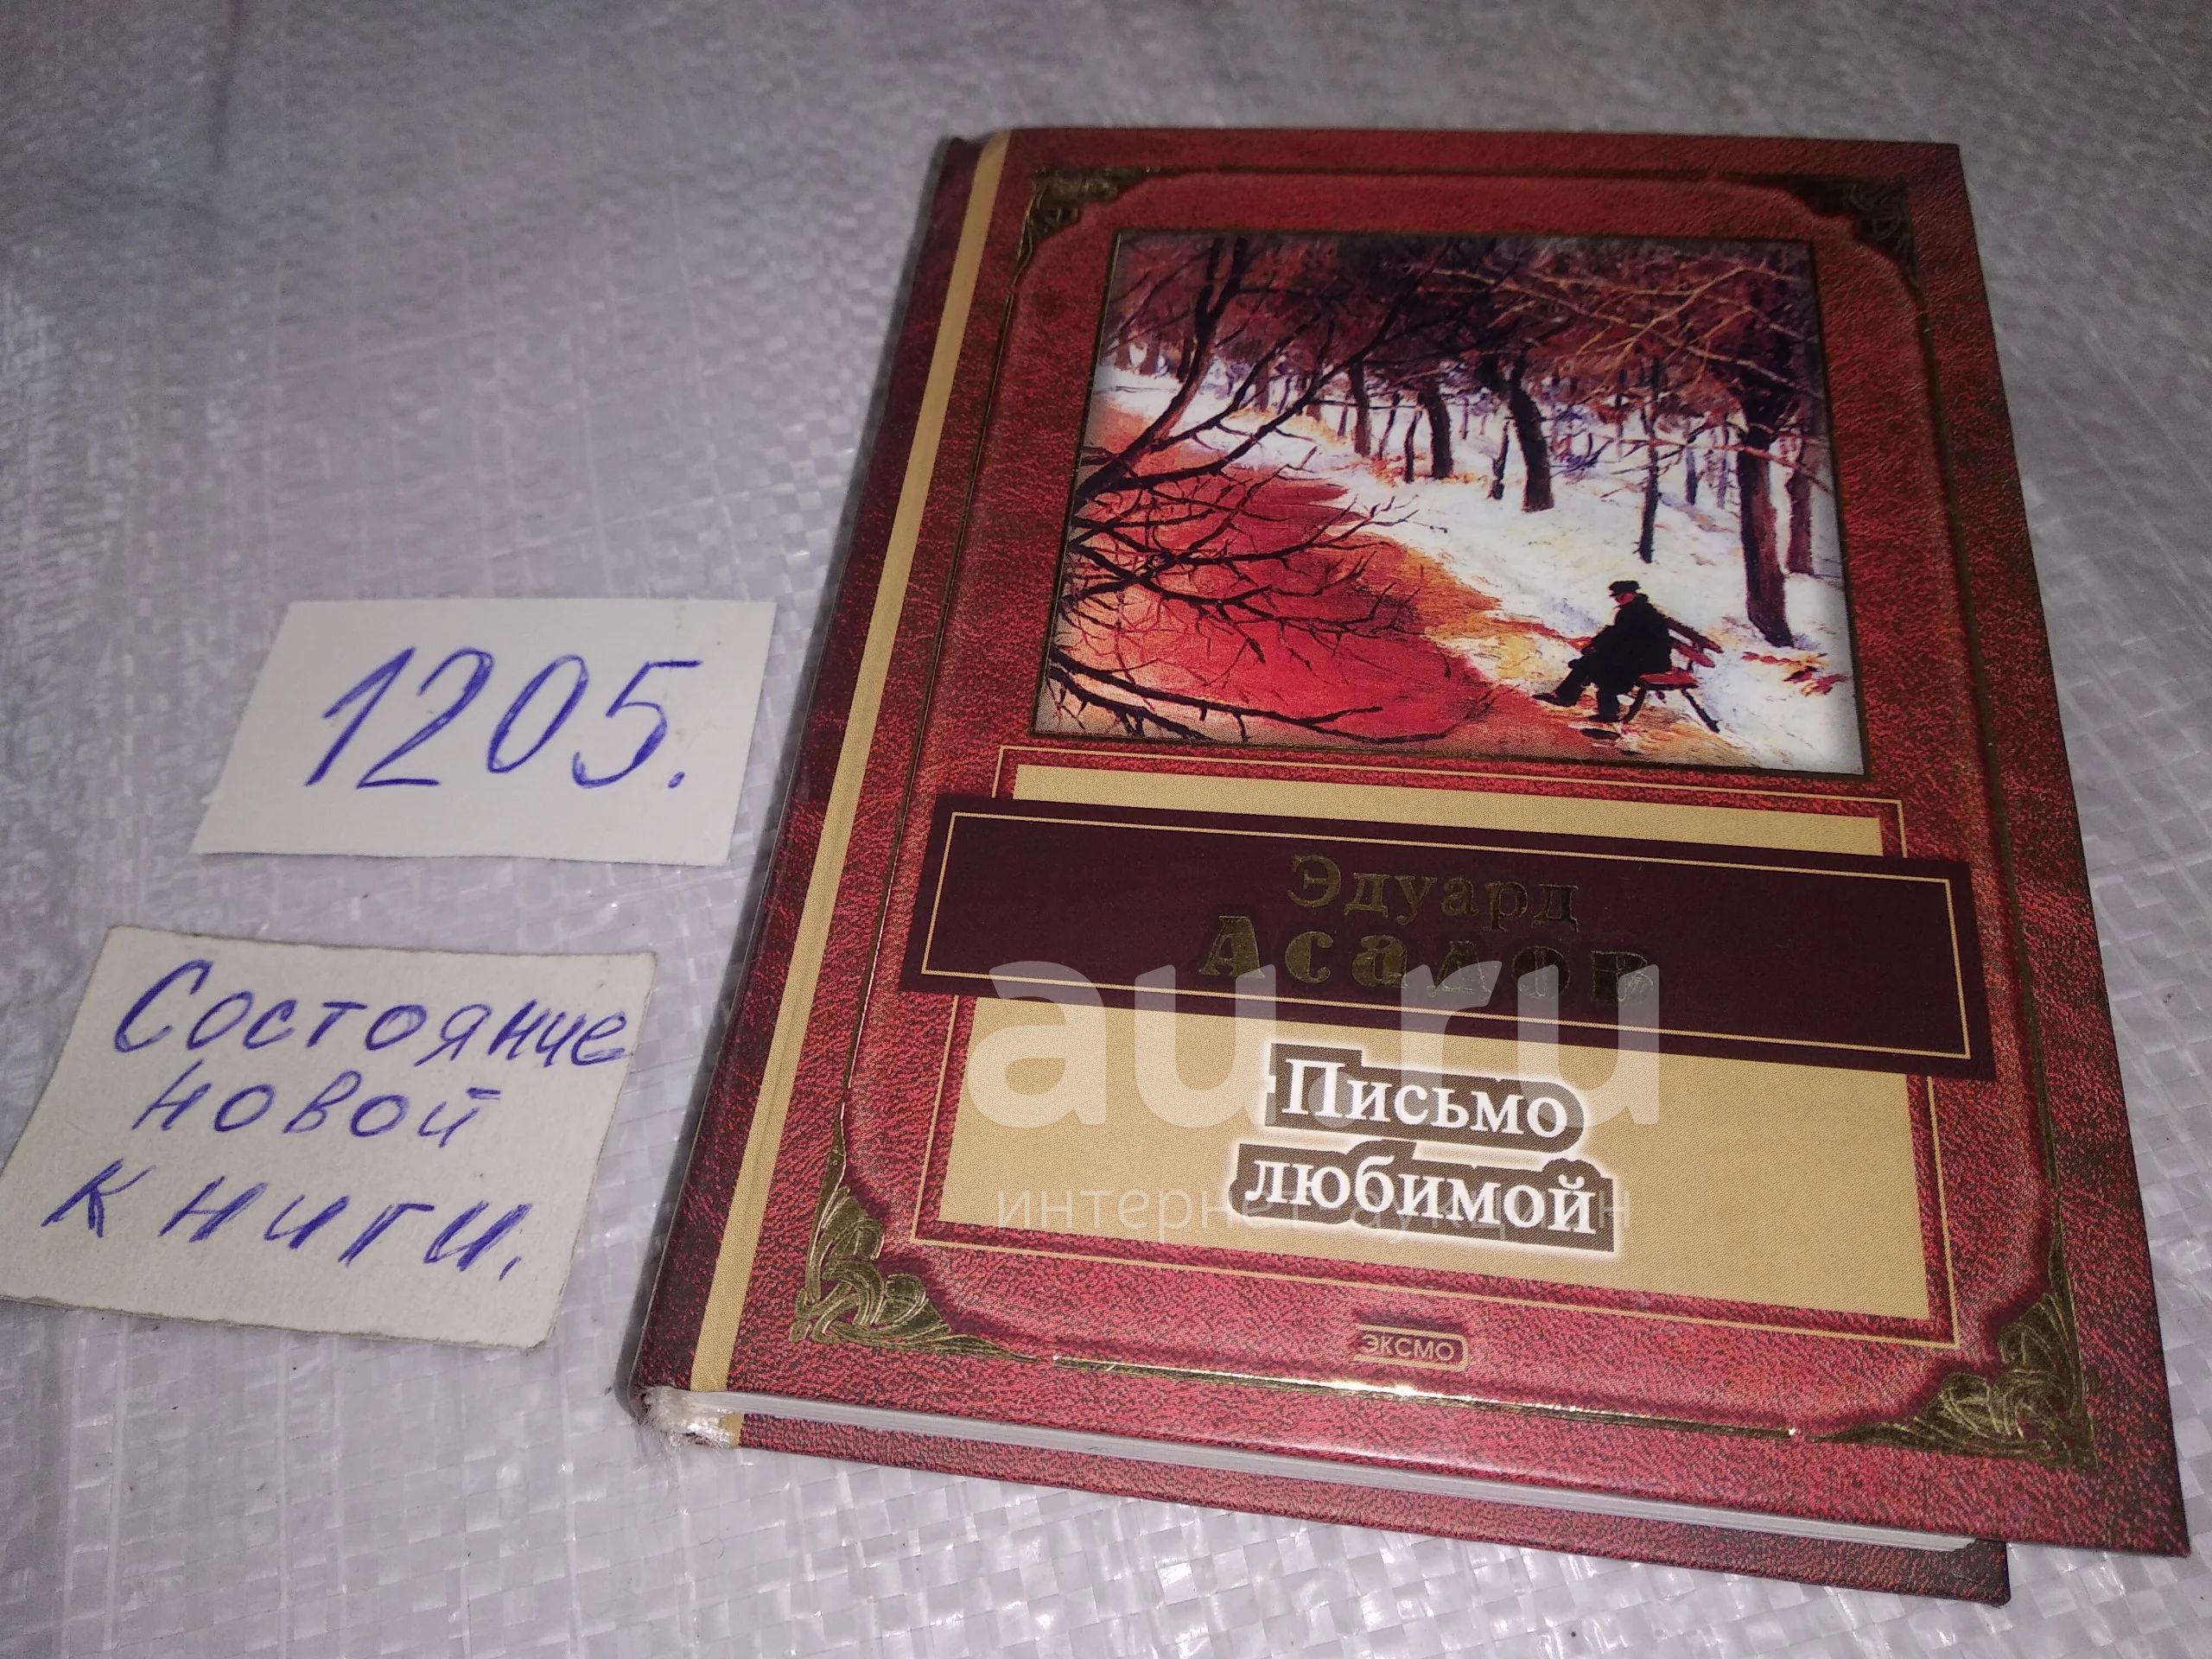 1205.
Состояние
новой
книги.
Эдуард
Асадов
au.ru
Письмо
любимой
интернет-аукцион
ЭКСМО